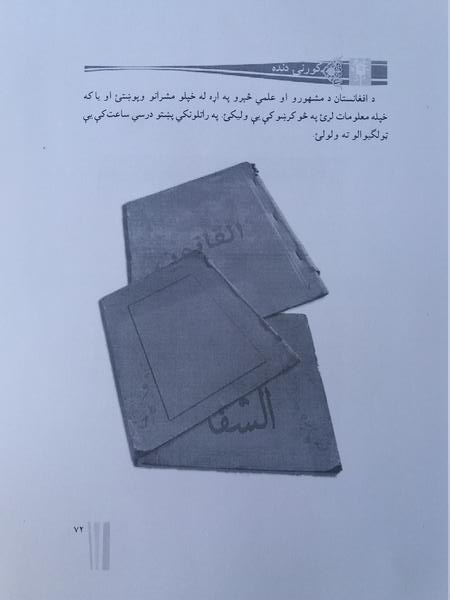 کورنۍ دنده
د افغانستان د مشهورو او علمي څېرو په اړه له خپلو مشرانو وپوښتئ او یا که
خپله معلومات لرئ په څو کرښو کې یې ولیکئ. په راتلونکي پښتو درسي ساعت کې یې
ټولګیوالو ته ولولئ.
الشفا
۷۲